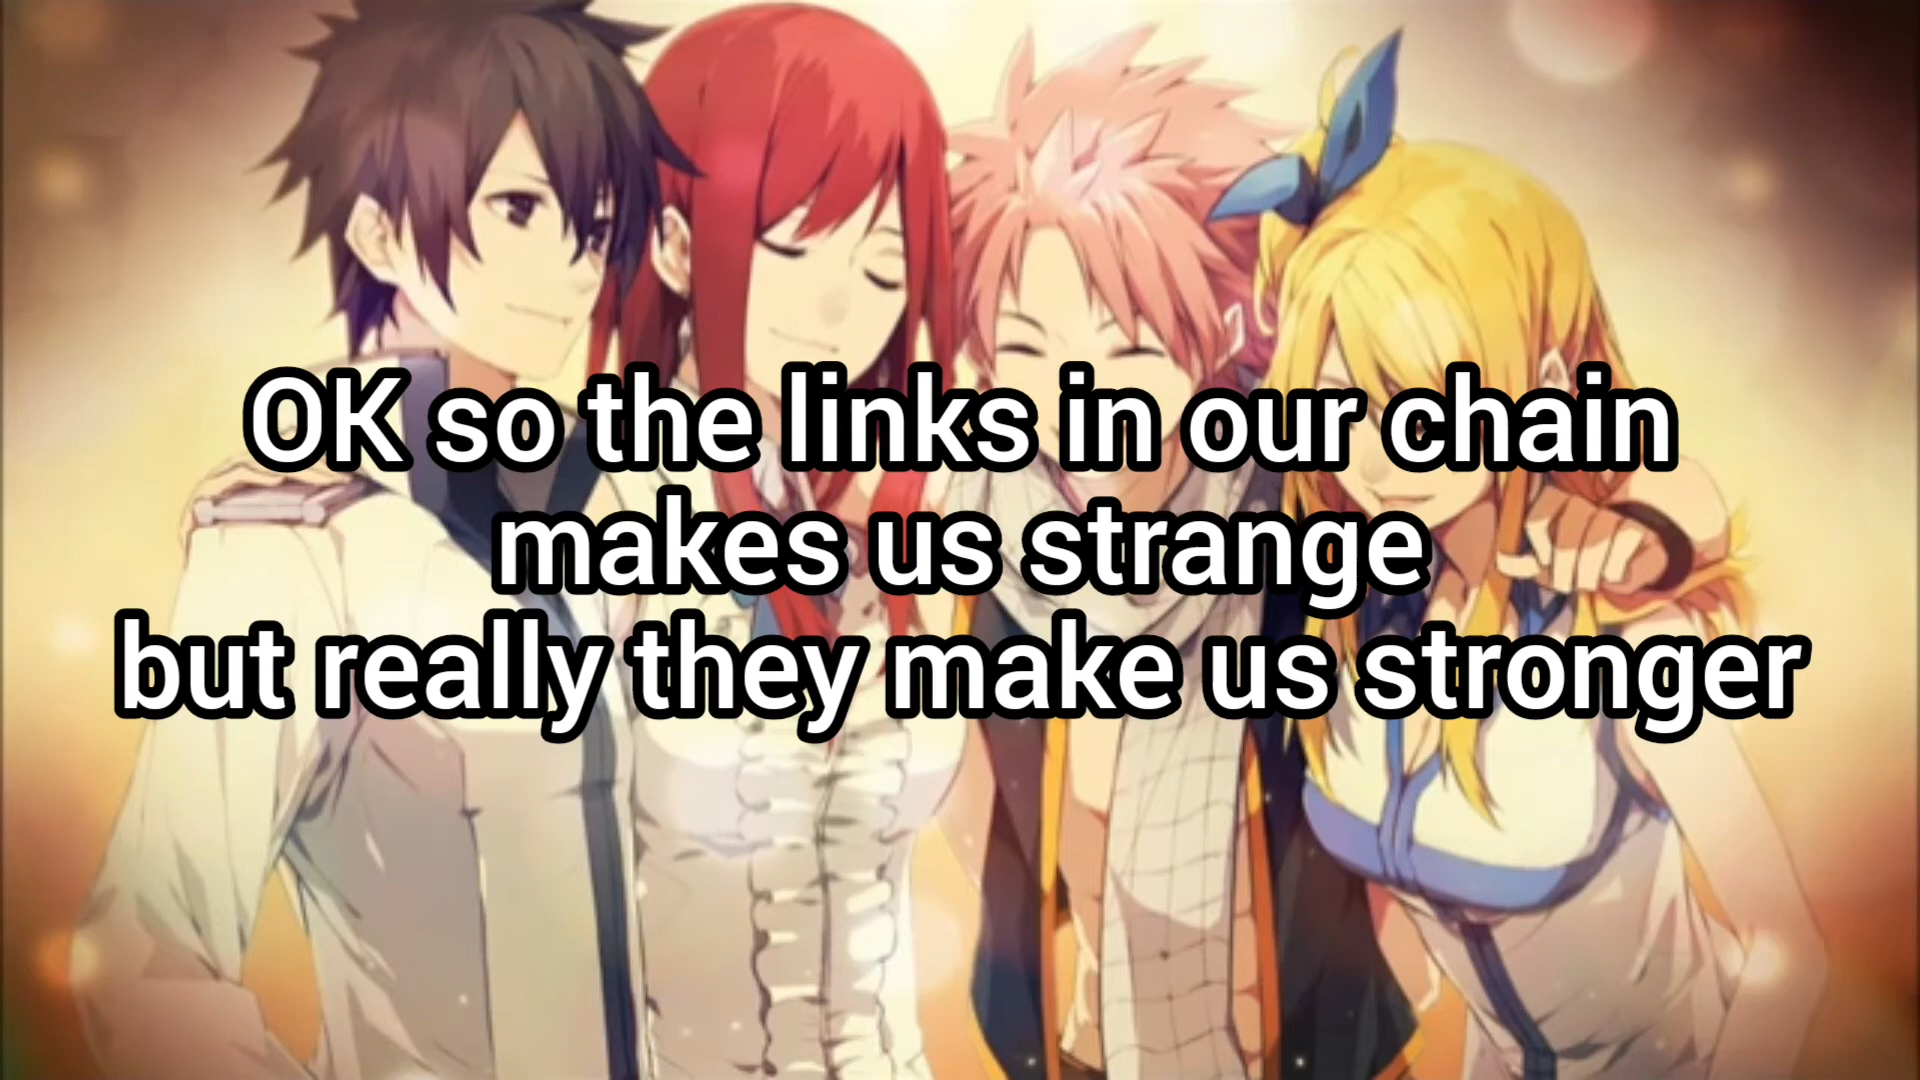 OK so the links in our chain
makes us strange
but really they make us stronger